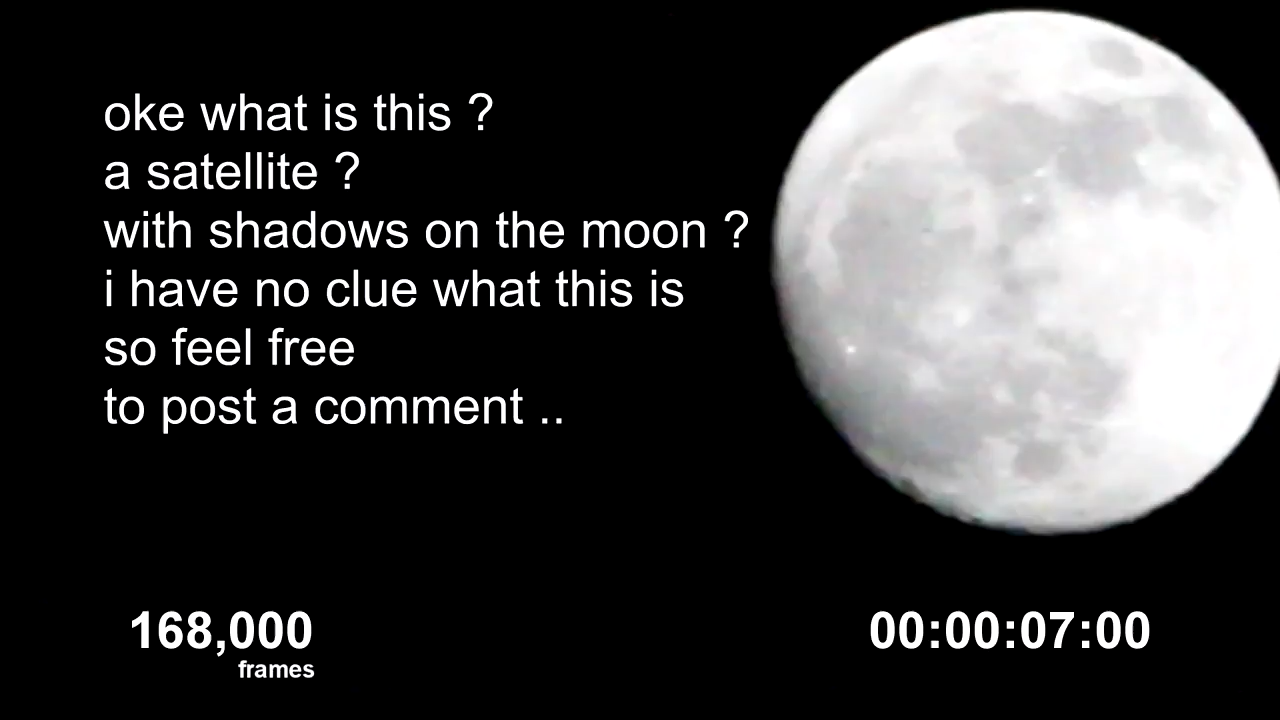 oke what is this ?
a satellite ?
with shadows on the moon ?
i have no clue what this is
so feel free
to post a comment ..
168,000
frames
00:00:07:00